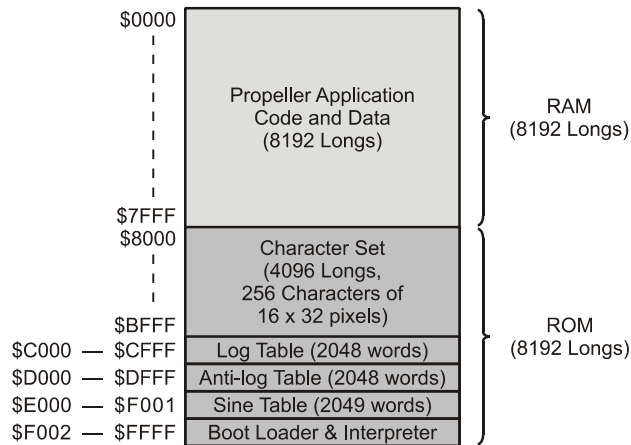 $0000
Propeller Application
Code and Data
(8192 Longs)
RAM
(8192 Longs)
$7FFF
$8000
Character Set
(4096 Longs,
256 Characters of
16 x 32 pixels)
$BFFF
ROM
(8192 Longs)
$C000 — $CFFF Log Table (2048 words)
$D000 — $DFFF Anti-log Table (2048 words)
$E000 — $F001 Sine Table (2049 words)
$F002 — $FFFF Boot Loader & Interpreter